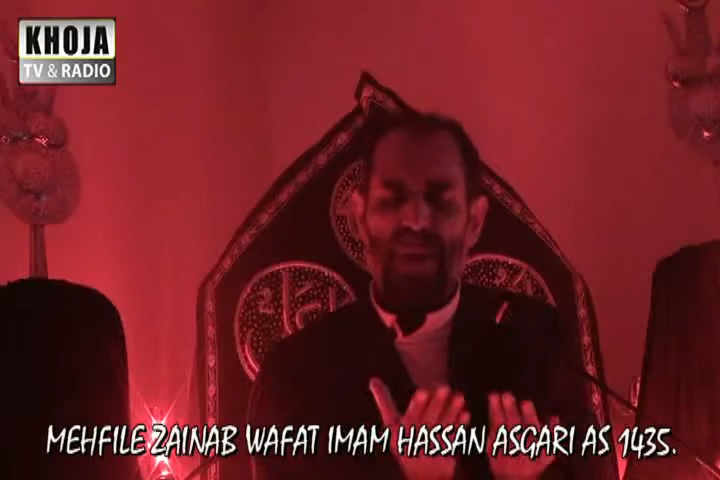 KHOJA
TV & RADIO
MEHFILE ZAINAB WAFAT IMAM HASSAN ASGARI AS 1435.